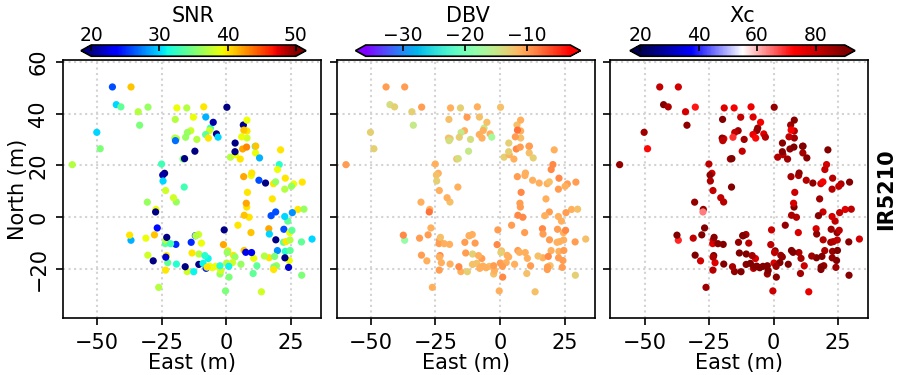 SNR
DBV
Xc
20 30 40 50
−30 −20 −10
20 40 60 80
60
40
20
0
−20
North (m)
−50 −25 0 25
−50 −25 0 25
−50 −25 0 25
East (m)
East (m)
East (m)
IR5210